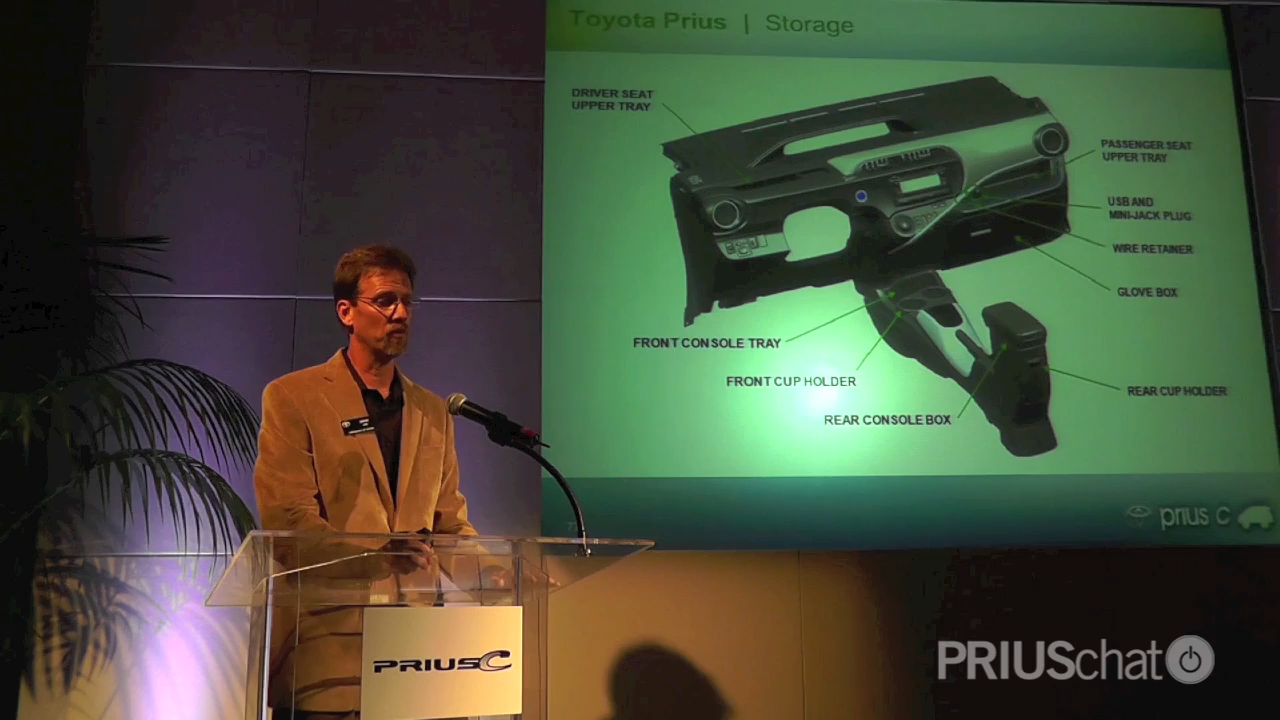 Toyota Prius | Storage
DRIVER SEAT
UPPER TRAY
PASSENGER SEAT
UPPER TRAY
USB AND
MINI-JACK PLUG
WIRE RETAINER
GLOVE BOX
FRONT CONSOLE TRAY
FRONT CUP HOLDER
REAR CUP HOLDER
REAR CONSOLE BOX
prius c
PRIUSC
PRIUSchat